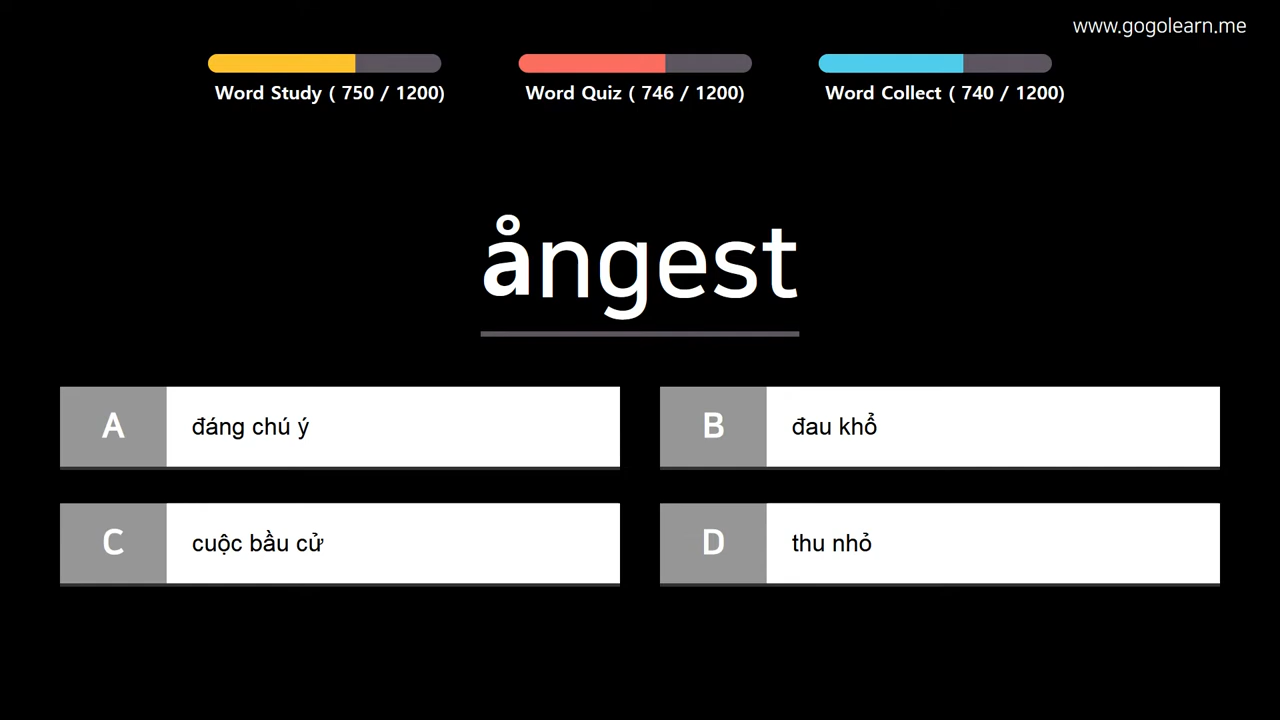 www.gogolearn.me
Word Study ( 750 / 1200)
Word Quiz ( 746 / 1200)
Word Collect ( 740 / 1200)
ångest
A đáng chú ý
B đau khổ
C cuộc bầu cử
D thu nhỏ